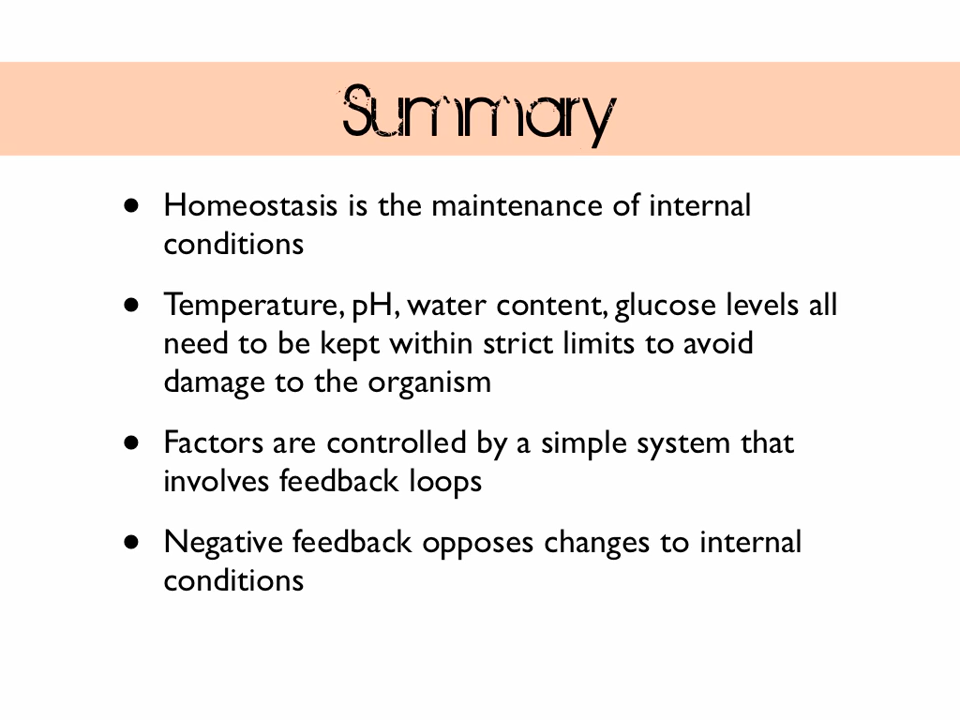 Summary
• Homeostasis is the maintenance of internal
conditions
• Temperature, pH, water content, glucose levels all
need to be kept within strict limits to avoid
damage to the organism
• Factors are controlled by a simple system that
involves feedback loops
• Negative feedback opposes changes to internal
conditions